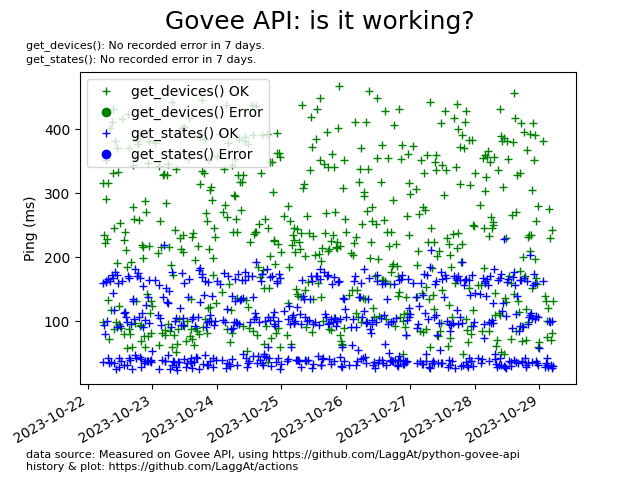 Govee API: is it working?
get_devices(): No recorded error in 7 days.
get_states(): No recorded error in 7 days.
get_devices() OK
get_devices() Error
get_states() OK
get_states() Error
Ping (ms)
400
300
200
100
2023-10-22
2023-10-23
2023-10-24
2023-10-25
2023-10-26
2023-10-27
2023-10-28
2023-10-29
data source: Measured on Govee API, using https://github.com/LaggAt/python-govee-api
history & plot: https://github.com/LaggAt/actions